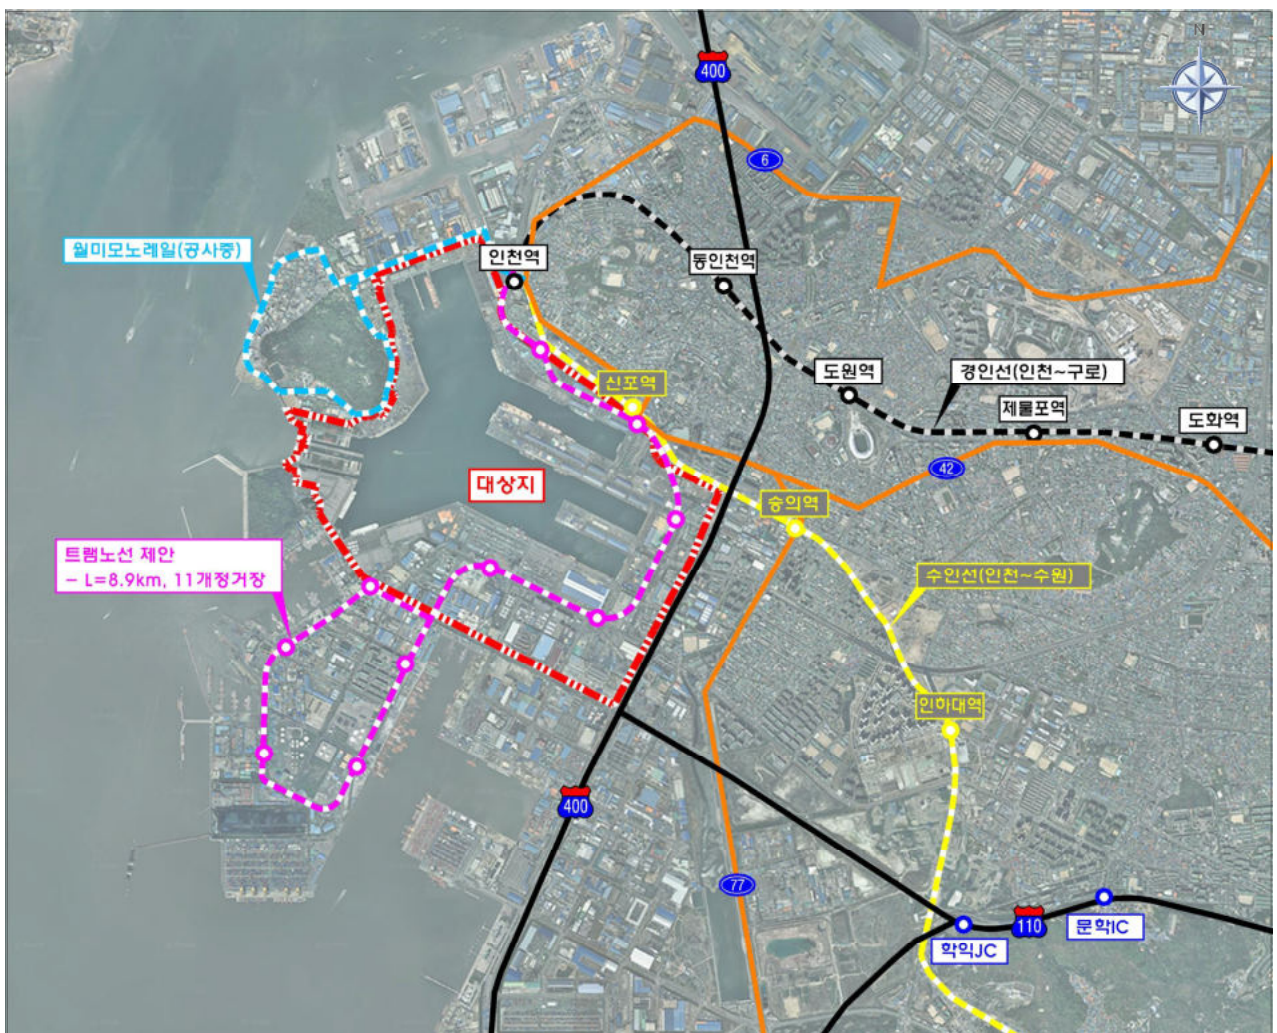 N
400
6
월미모노레일(공사중)
인천역
동인천역
신포역
도원역
경인선(인천~구로)
제물포역
도화역
42
대상지
숭의역
트램노선 제안
- L=8.9km, 11개정거장
수인선(인천~수원)
인하대역
400
77
110
학익JC
문학IC